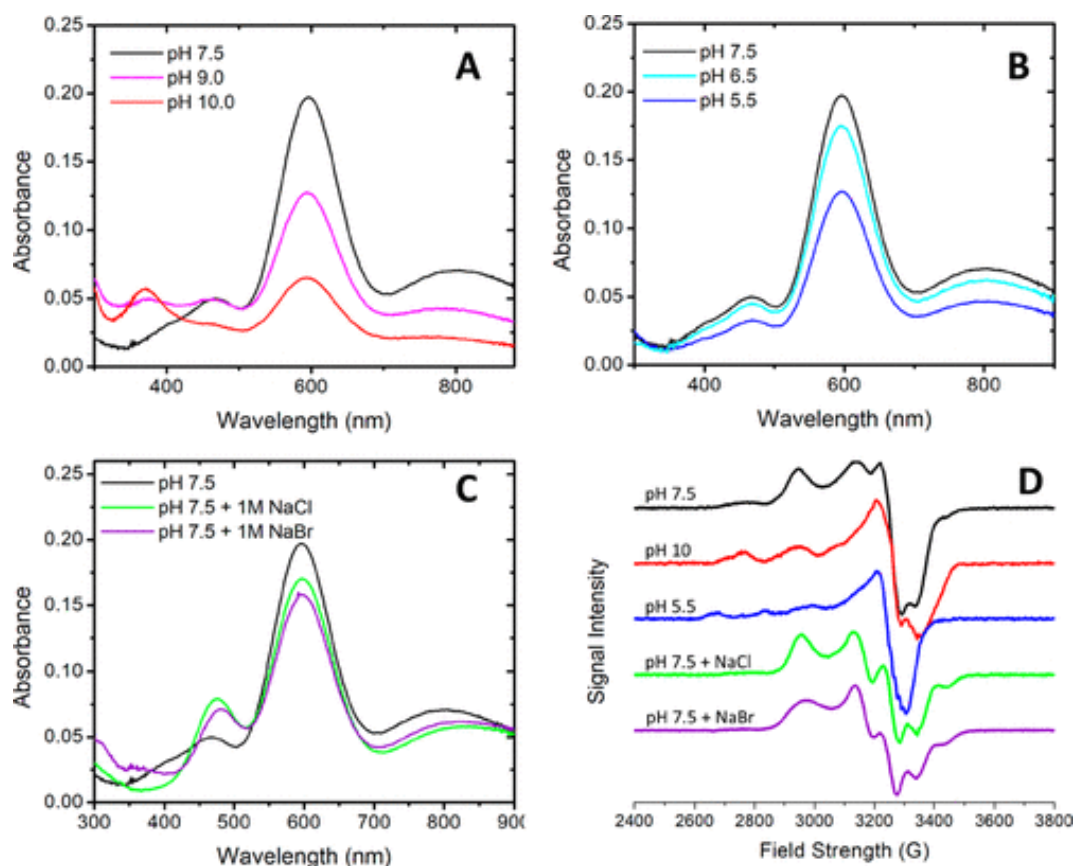 A
pH 7.5
pH 9.0
pH 10.0
0.25
0.20
0.15
0.10
0.05
0.00
Absorbance
400
600
800
Wavelength (nm)
B
pH 7.5
pH 6.5
pH 5.5
0.25
0.20
0.15
0.10
0.05
0.00
Absorbance
400
600
800
Wavelength (nm)
C
pH 7.5
pH 7.5 + 1M NaCl
pH 7.5 + 1M NaBr
0.25
0.20
0.15
0.10
0.05
0.00
Absorbance
300
400
500
600
700
800
900
Wavelength (nm)
D
pH 7.5
pH 10
pH 5.5
pH 7.5 + NaCl
pH 7.5 + NaBr
Signal Intensity
2400
2600
2800
3000
3200
3400
3600
3800
Field Strength (G)